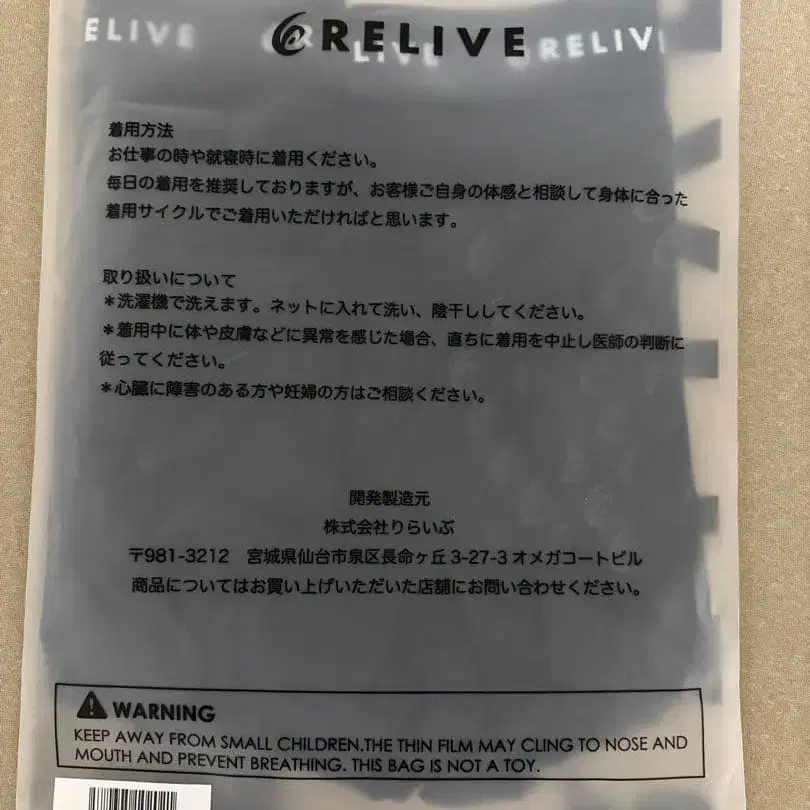 RELIVE
ELIVE LIVE RELIV
着用方法
お仕事の時や就寝時に着用ください。
毎日の着用を推奨しておりますが、お客様ご自身の体感と相談して身体に合った
着用サイクルでご着用いただければと思います。
取り扱いについて
＊洗濯機で洗えます。ネットに入れて洗い、陰干ししてください。
＊着用中に体や皮膚などに異常を感じた場合、直ちに着用を中止し医師の判断に
従ってください。
＊心臓に障害のある方や妊婦の方はご相談ください。
開発製造元
株式会社りらいぶ
〒981-3212　宮城県仙台市泉区長命ヶ丘3-27-3オメガコートビル
商品についてはお買い上げいただいた店舗にお問い合わせください。
WARNING
KEEP AWAY FROM SMALL CHILDREN.THE THIN FILM MAY CLING TO NOSE AND
MOUTH AND PREVENT BREATHING. THIS BAG IS NOT A TOY.